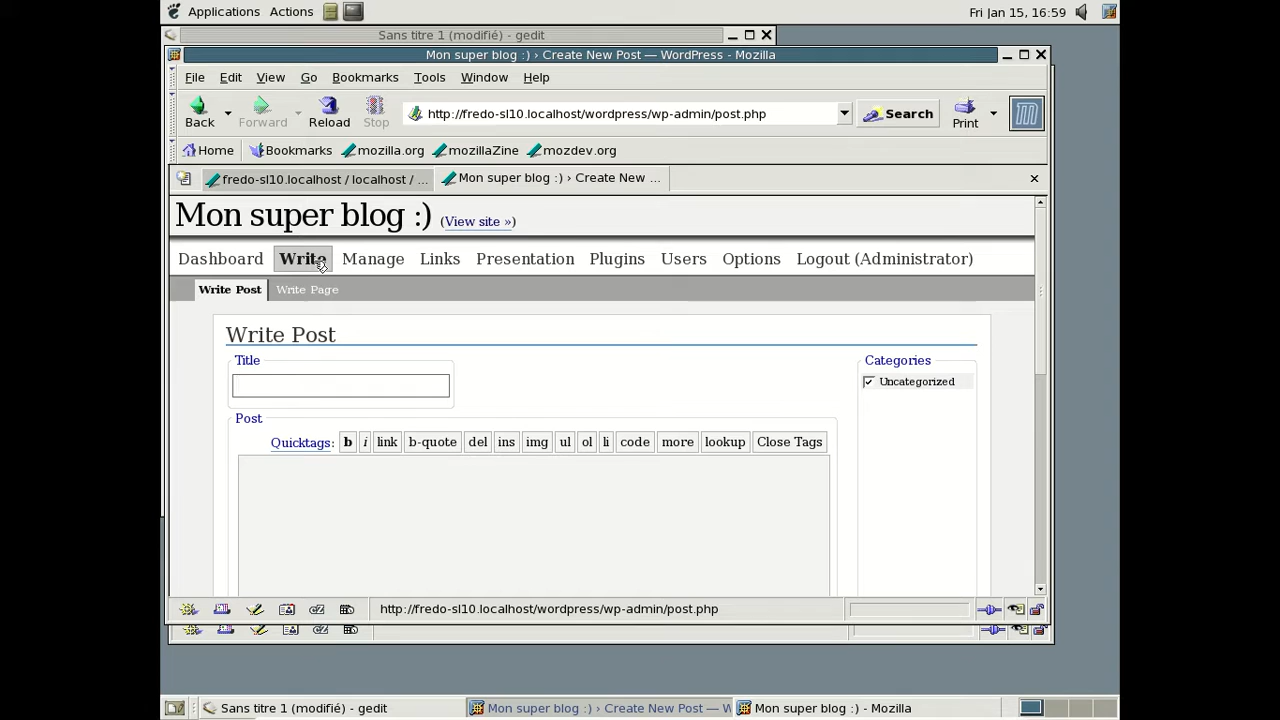 Applications Actions Fri Jan 15, 16:59
Sans titre 1 (modifié) - gedit
Mon super blog :) › Create New Post — WordPress - Mozilla
File Edit View Go Bookmarks Tools Window Help
http://fredo-sl10.localhost/wordpress/wp-admin/post.php Search
Back Forward Reload Stop Print
Home Bookmarks mozilla.org mozillaZine mozdev.org
fredo-sl10.localhost / localhost / ... Mon super blog :) › Create New ...
Mon super blog :) (View site »)
Dashboard Write Manage Links Presentation Plugins Users Options Logout (Administrator)
Write Post Write Page
Write Post
Title Categories
Uncategorized
Post
Quicktags: b i link b-quote del ins img ul ol li code more lookup Close Tags
http://fredo-sl10.localhost/wordpress/wp-admin/post.php
Sans titre 1 (modifié) - gedit Mon super blog :) › Create New Post — W Mon super blog :) - Mozilla